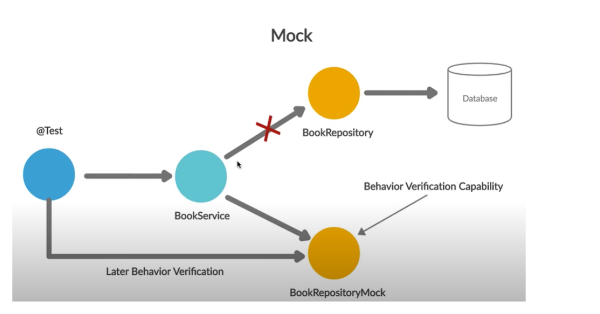 Mock
Database
@Test
BookRepository
Behavior Verification Capability
BookService
Later Behavior Verification
BookRepositoryMock